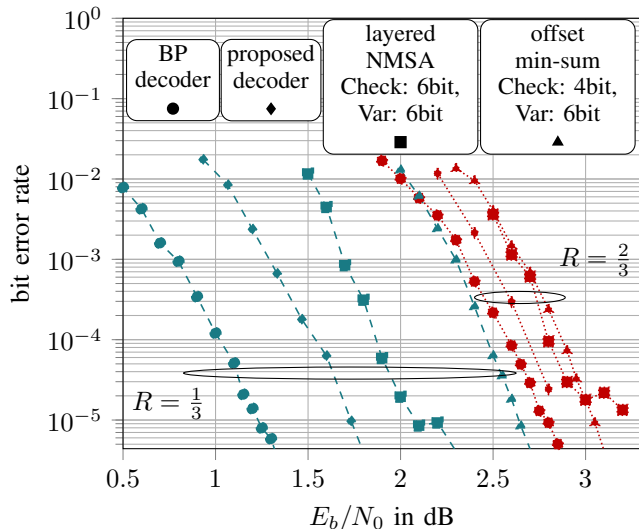 BP
decoder
proposed
decoder
layered
NMSA
Check: 6bit,
Var: 6bit
offset
min-sum
Check: 4bit,
Var: 6bit
10^0
10^{-1}
10^{-2}
10^{-3}
10^{-4}
10^{-5}
bit error rate
R = 2/3
R = 1/3
0.5 1 1.5 2 2.5 3
E_b/N_0 in dB